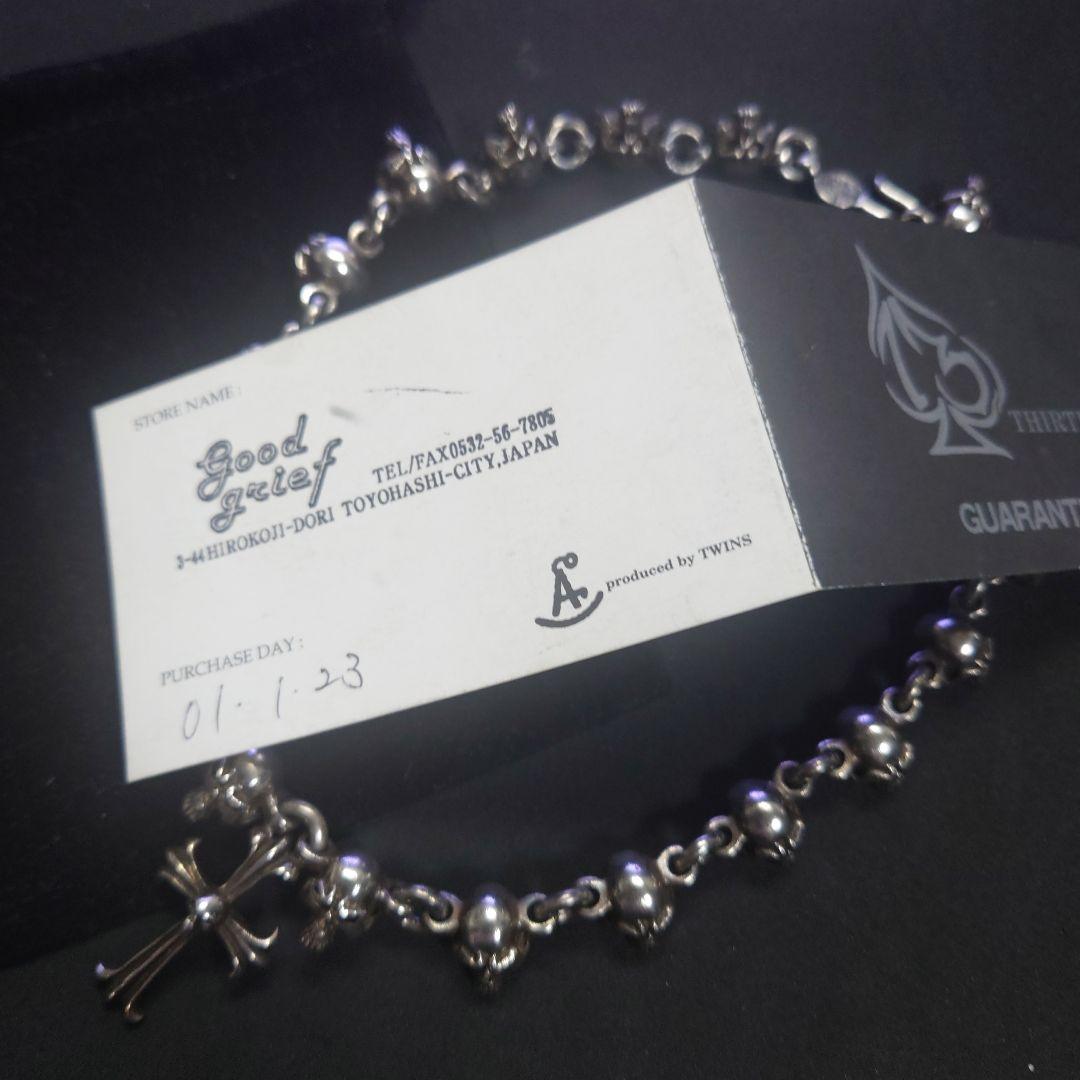 STORE NAME:
Good
grief
TEL/FAX0532-56-7805
3-44HIROKOJI-DORI TOYOHASHI-CITY,JAPAN
A produced by TWINS
PURCHASE DAY:
01.1.23
13
THIRT
GUARANT